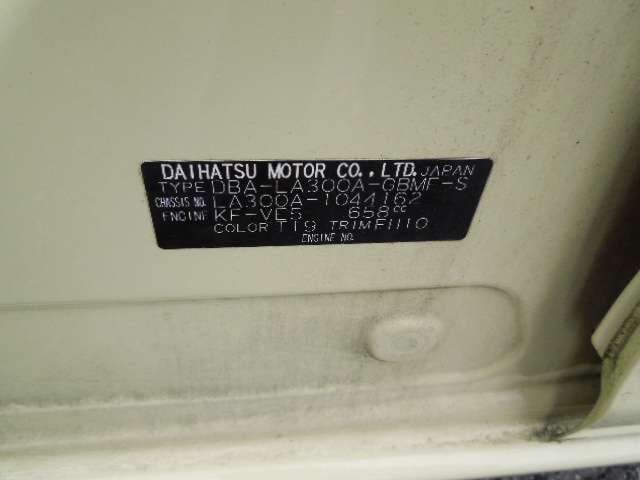 DAIHATSU MOTOR CO.,LTD. JAPAN
TYPE DBA-LA300A-GBMF-S
CHASSIS NO. LA300A-1044162
ENGINE KF-VE5 658cc
COLOR T19 TRIM FI110
ENGINE NO.